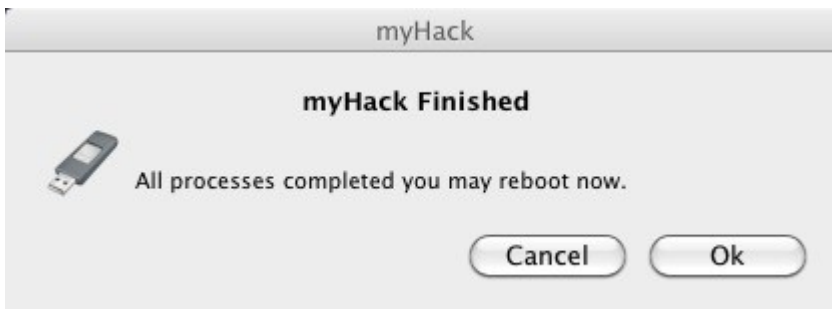 myHack
myHack Finished
All processes completed you may reboot now.
Cancel
Ok